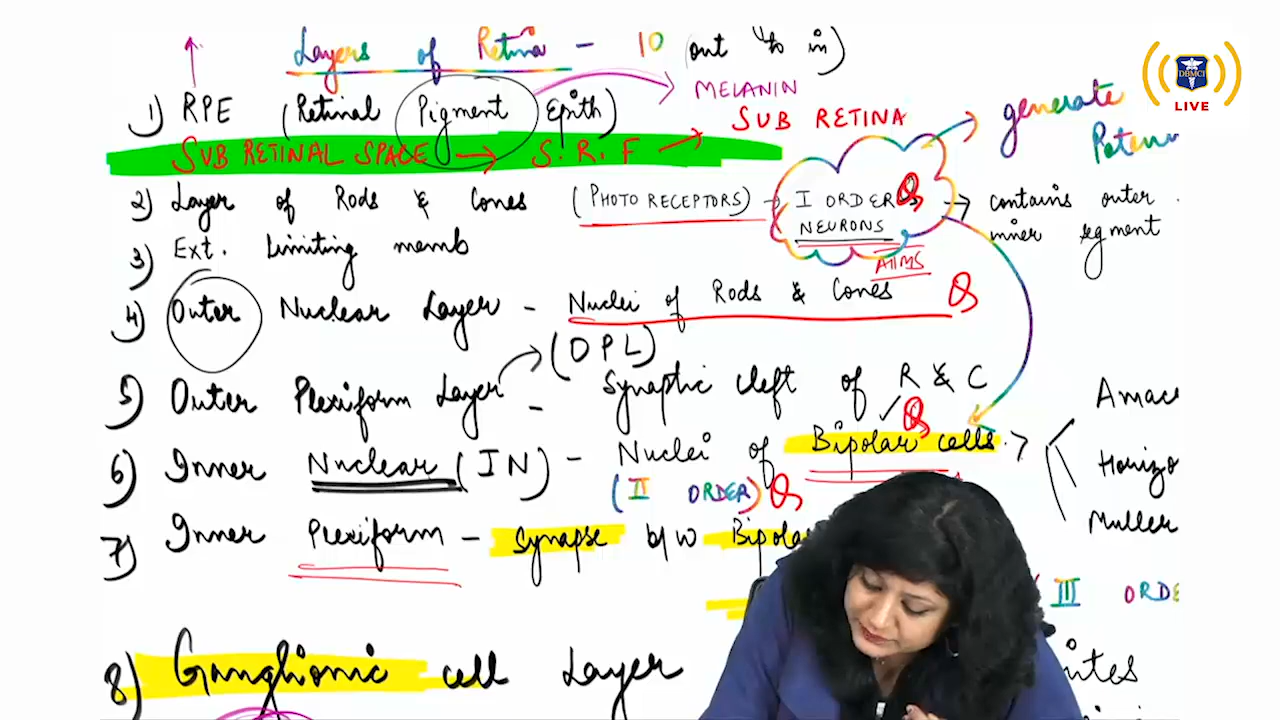 Layers of Retina - 10 (out to in)
1) RPE (Retinal Pigment Epith) MELANIN
SUB RETINAL SPACE → S. R. F → SUB RETINA
generate
2) Layer of Rods & Cones (PHOTO RECEPTORS) → I ORDER NEURONS → contains outer
inner segment
AIIMS
3) Ext. Limiting memb
4) Outer Nuclear Layer - Nuclei of Rods & Cones
(OPL)
5) Outer Plexiform Layer - Synaptic cleft of R & C
6) Inner Nuclear (IN) - Nuclei of Bipolar cells →
(II ORDER)
7) Inner Plexiform - Synapse b/w
III
8) Ganglionic cell Layer
DBMCI
LIVE